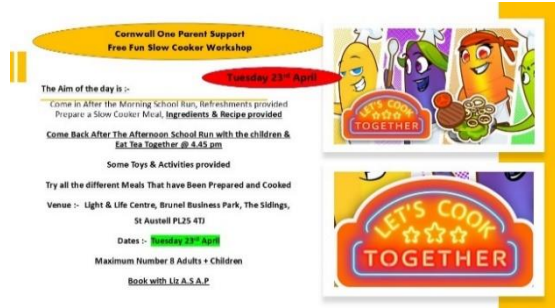 Cornwall One Parent Support
Free Fun Slow Cooker Workshop
Tuesday 23rd April
The Aim of the day is :-
Come in After the Morning School Run, Refreshments provided
Prepare a Slow Cooker Meal, Ingredients & Recipe provided
Come Back After The Afternoon School Run with the children &
Eat Tea Together @ 4.45 pm
Some Toys & Activities provided
Try all the different Meals That have Been Prepared and Cooked
Venue :- Light & Life Centre, Brunel Business Park, The Sidings,
St Austell PL25 4TJ
Dates :- Tuesday 23rd April
Maximum Number 8 Adults + Children
Book with Liz A.S A.P
LET'S COOK
TOGETHER
LET'S COOK
TOGETHER